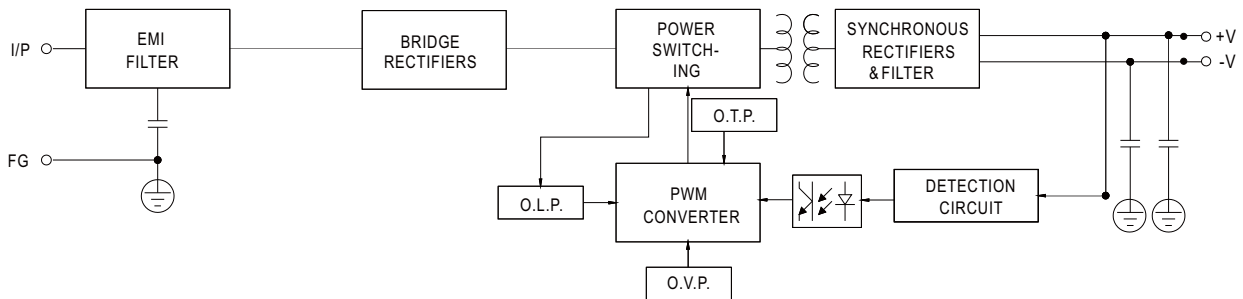 I/P
EMI
FILTER
BRIDGE
RECTIFIERS
POWER
SWITCH-
ING
SYNCHRONOUS
RECTIFIERS
&FILTER
+V
-V
O.T.P.
FG
O.L.P.
PWM
CONVERTER
DETECTION
CIRCUIT
O.V.P.